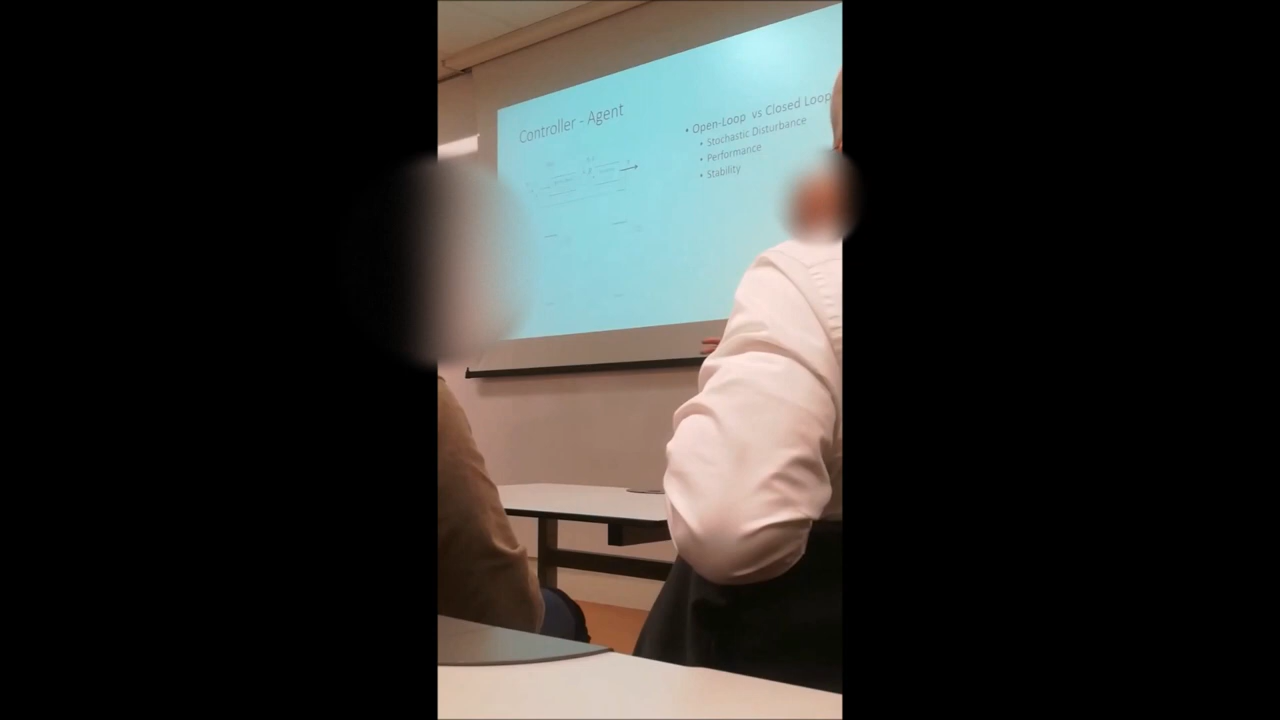 Controller - Agent
• Open-Loop vs Closed Loop
• Stochastic Disturbance
• Performance
• Stability